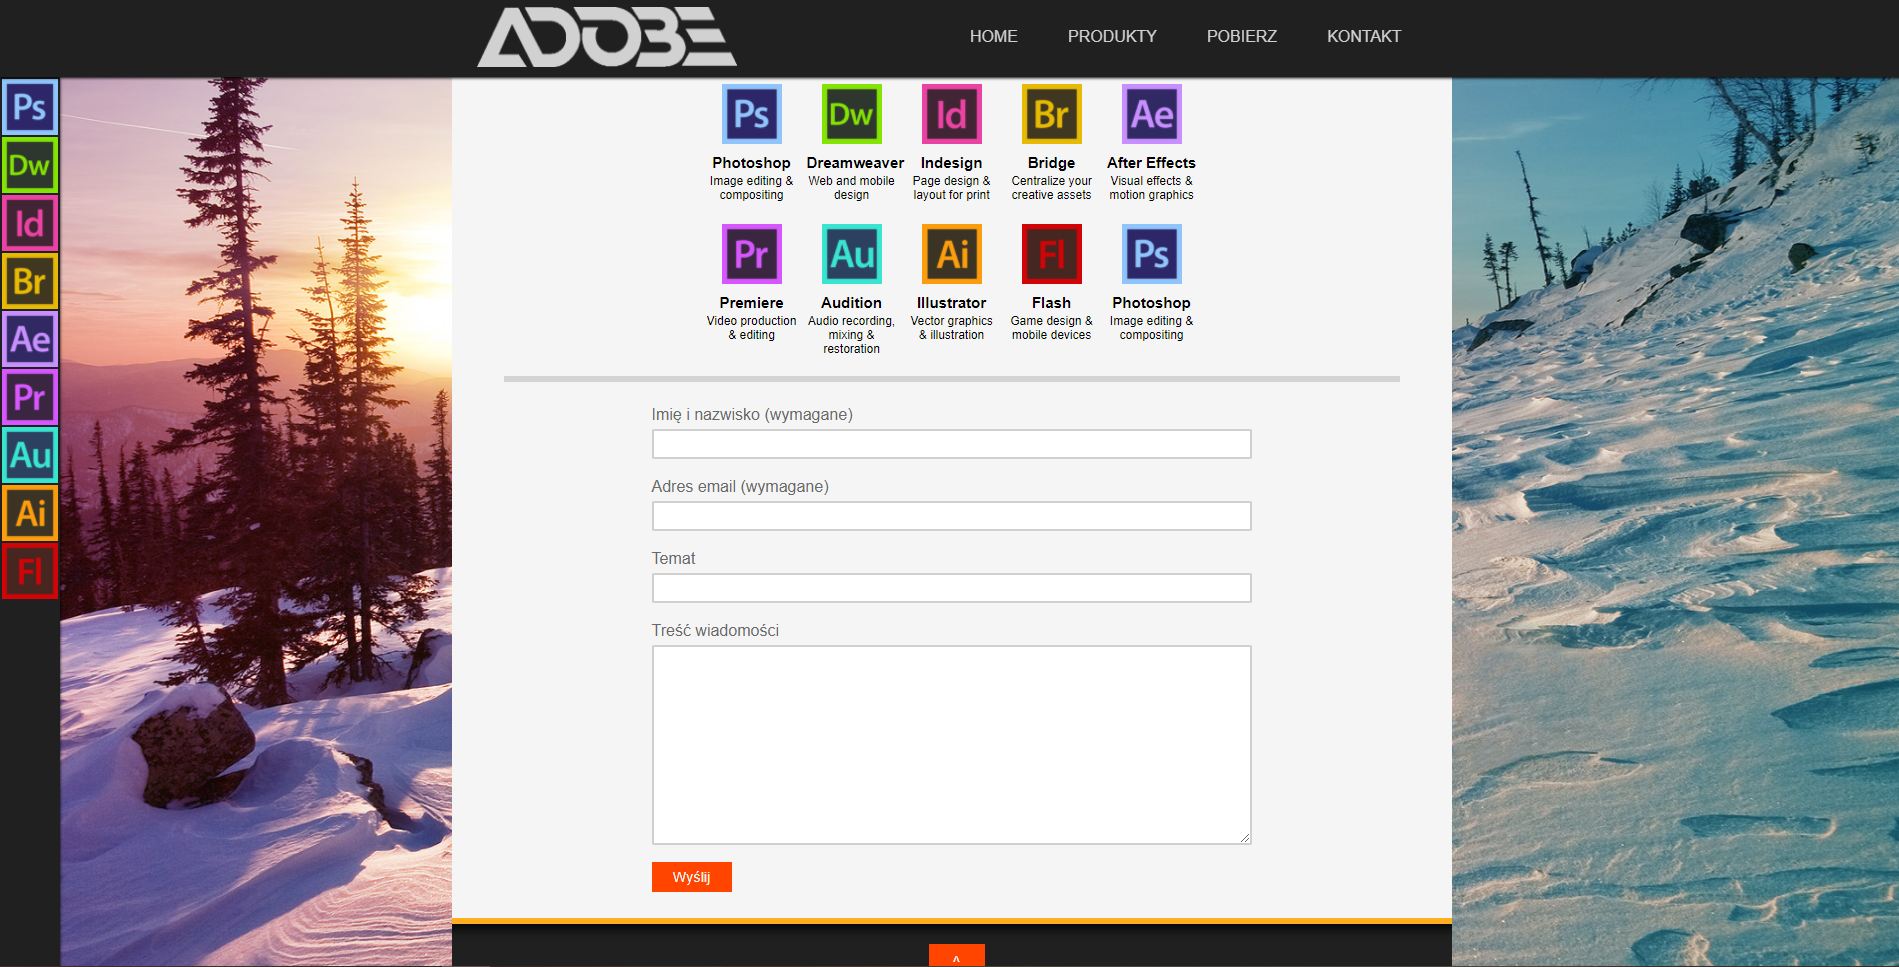 ADOBE
HOME PRODUKTY POBIERZ KONTAKT
Ps
Dw
Id
Br
Ae
Pr
Au
Ai
Fl
Ps Dw Id Br Ae
Photoshop Dreamweaver Indesign Bridge After Effects
Image editing & Web and mobile Page design & Centralize your Visual effects &
compositing design layout for print creative assets motion graphics
Pr Au Ai Fl Ps
Premiere Audition Illustrator Flash Photoshop
Video production Audio recording, Vector graphics Game design & Image editing &
& editing mixing & & illustration mobile devices compositing
restoration
Imię i nazwisko (wymagane)
Adres email (wymagane)
Temat
Treść wiadomości
Wyślij
^